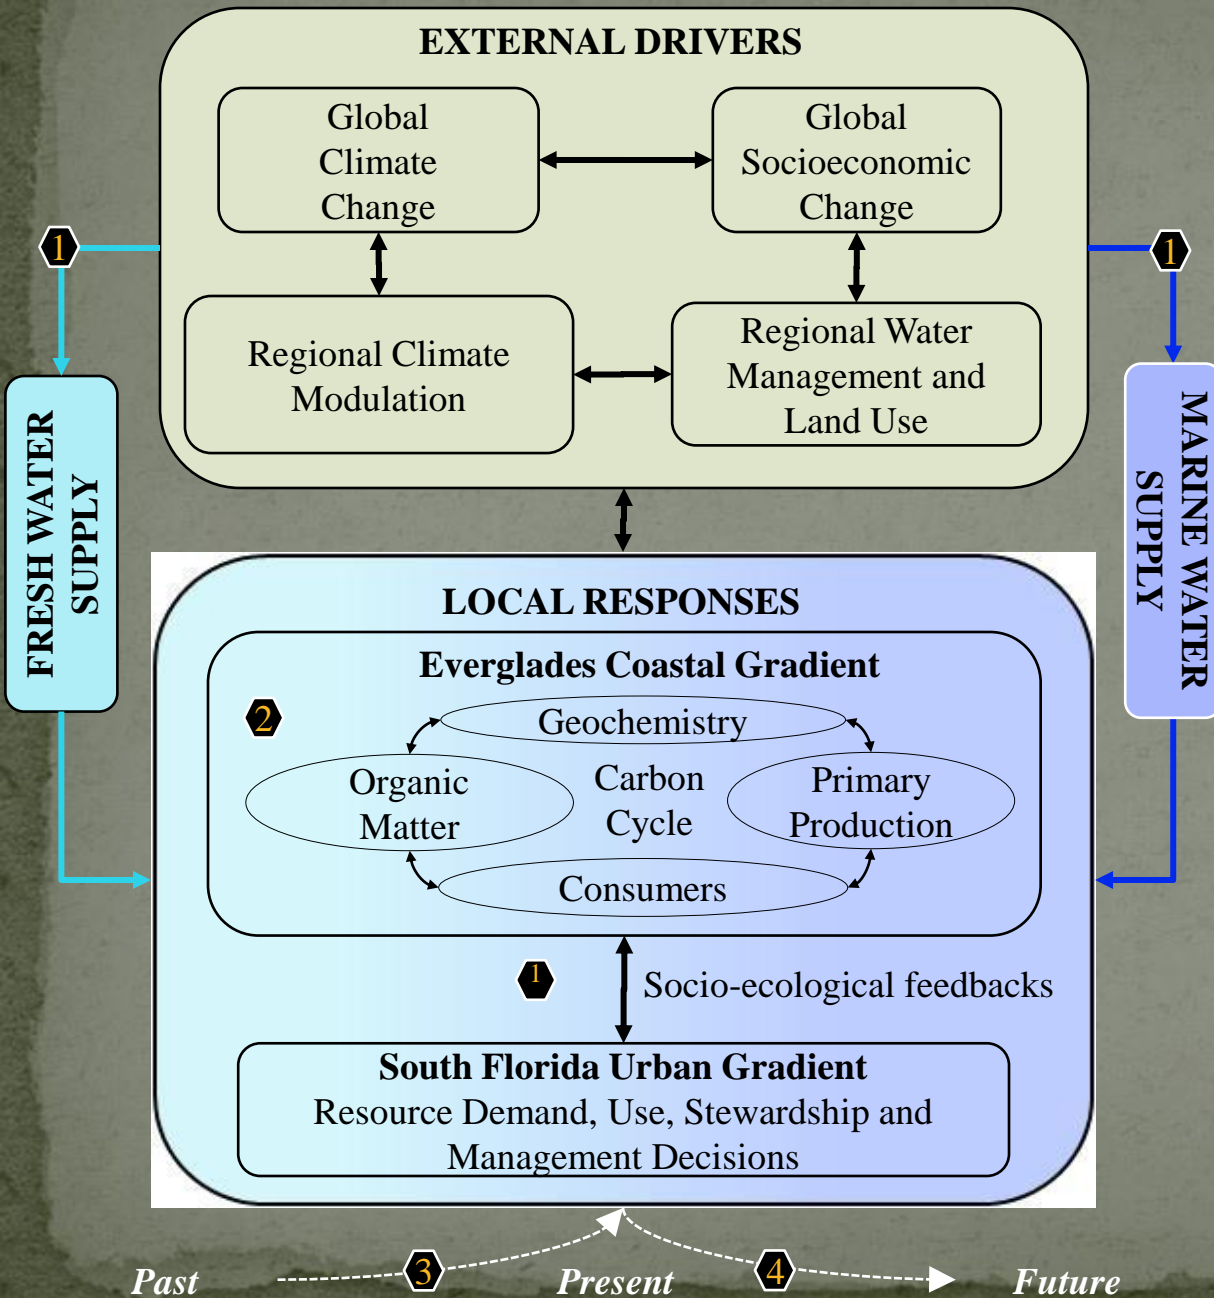 EXTERNAL DRIVERS
Global
Climate
Change
Global
Socioeconomic
Change
1
1
Regional Climate
Modulation
Regional Water
Management and
Land Use
FRESH WATER
SUPPLY
MARINE WATER
SUPPLY
LOCAL RESPONSES
Everglades Coastal Gradient
2
Geochemistry
Organic
Matter
Carbon
Cycle
Primary
Production
Consumers
1
Socio-ecological feedbacks
South Florida Urban Gradient
Resource Demand, Use, Stewardship and
Management Decisions
Past
3
Present
4
Future